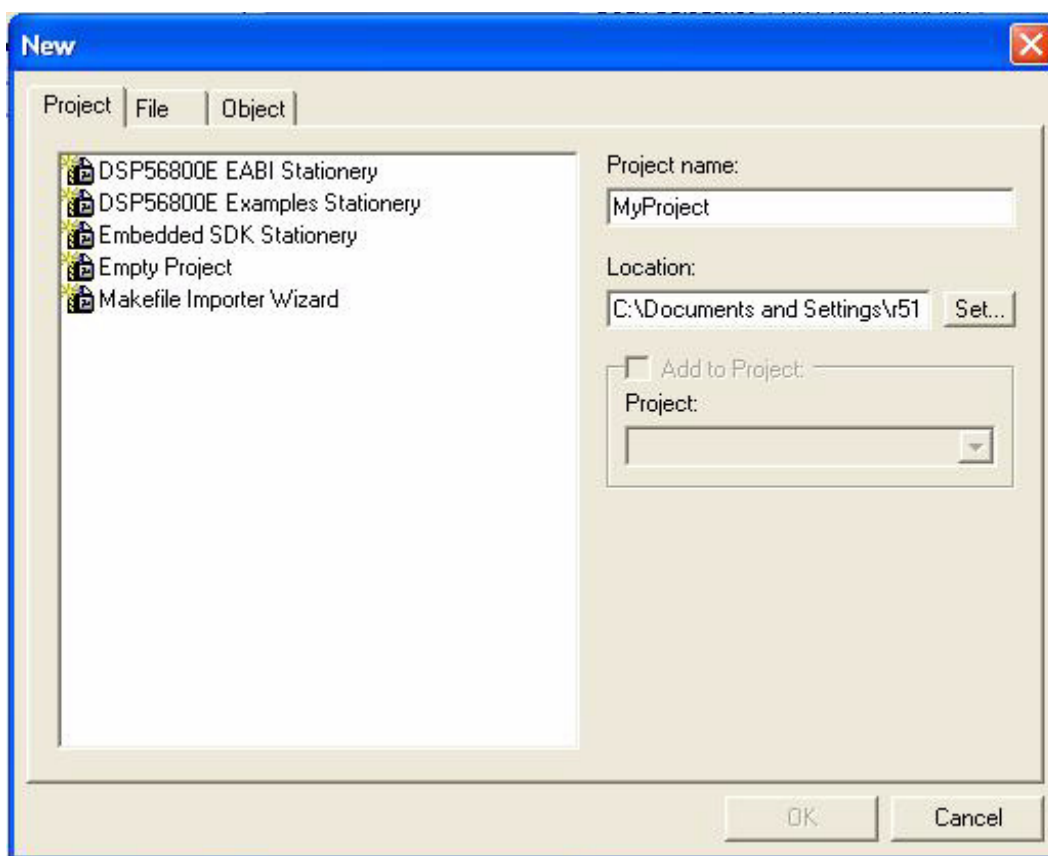 New
Project File Object
DSP56800E EABI Stationery
DSP56800E Examples Stationery
Embedded SDK Stationery
Empty Project
Makefile Importer Wizard
Project name:
MyProject
Location:
C:\Documents and Settings\r51 Set...
Add to Project:
Project:
OK Cancel